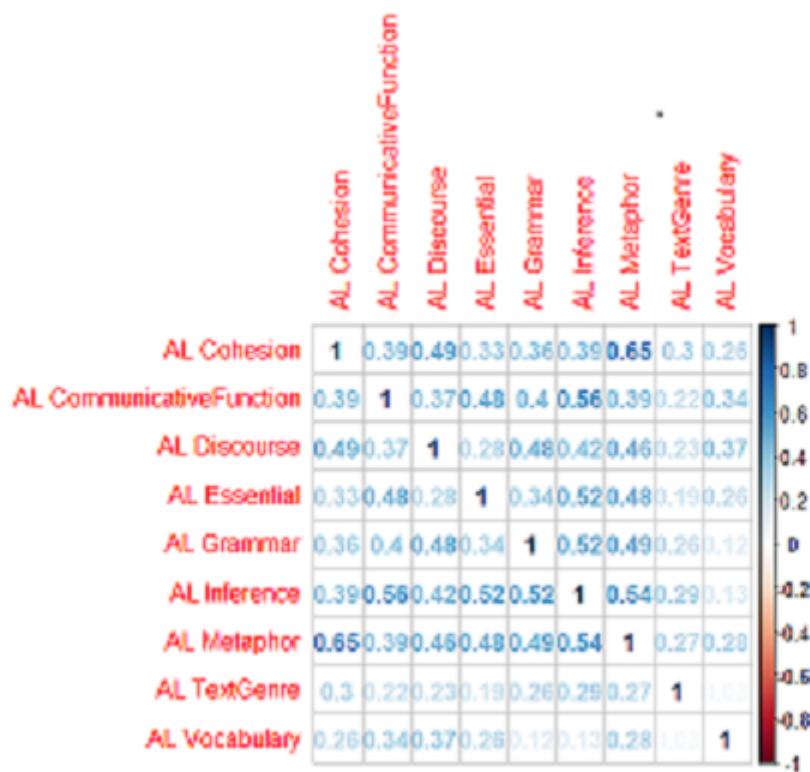 AL Cohesion
AL CommunicativeFunction
AL Discourse
AL Essential
AL Grammar
AL Inference
AL Metaphor
AL TextGenre
AL Vocabulary
AL Cohesion 1 0.39 0.49 0.33 0.36 0.39 0.65 0.3 0.26
AL CommunicativeFunction 0.39 1 0.37 0.48 0.4 0.56 0.39 0.22 0.34
AL Discourse 0.49 0.37 1 0.28 0.48 0.42 0.46 0.23 0.37
AL Essential 0.33 0.48 0.28 1 0.34 0.52 0.48 0.19 0.26
AL Grammar 0.36 0.4 0.48 0.34 1 0.52 0.49 0.26 0.12
AL Inference 0.39 0.56 0.42 0.52 0.52 1 0.54 0.29 0.13
AL Metaphor 0.65 0.39 0.46 0.48 0.49 0.54 1 0.27 0.28
AL TextGenre 0.3 0.22 0.23 0.19 0.26 0.29 0.27 1 0.03
AL Vocabulary 0.26 0.34 0.37 0.26 0.12 0.13 0.28 0.03 1
1
0.8
0.6
0.4
0.2
0
-0.2
-0.4
-0.6
-0.8
-1